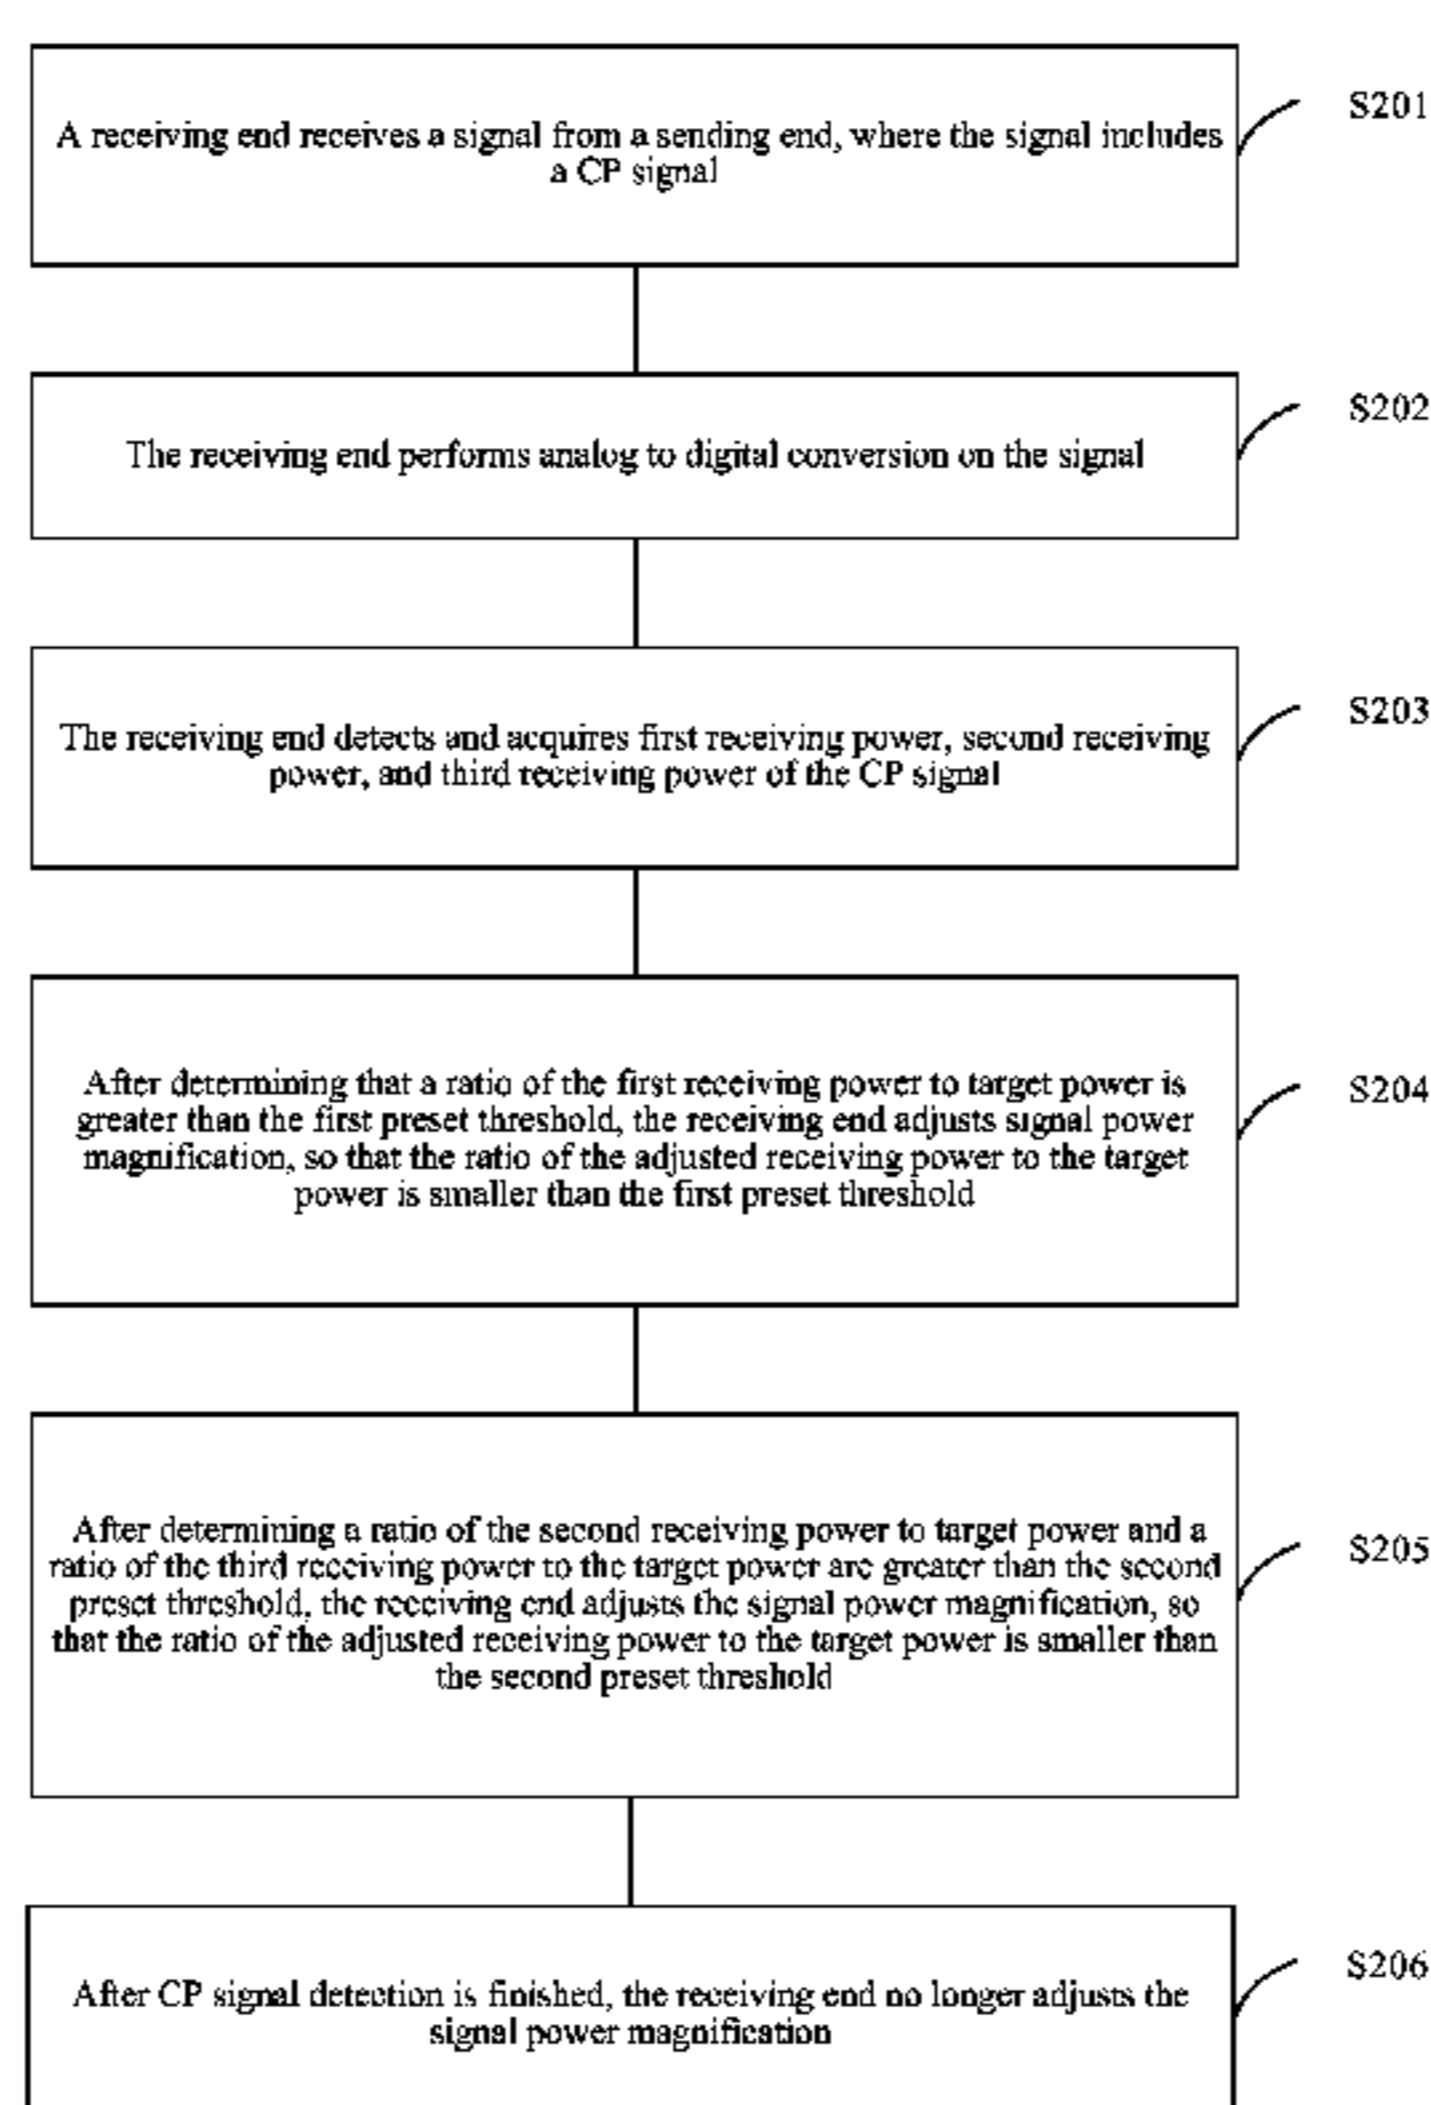 A receiving end receives a signal from a sending end, where the signal includes
a CP signal
S201
The receiving end performs analog to digital conversion on the signal
S202
The receiving end detects and acquires first receiving power, second receiving
power, and third receiving power of the CP signal
S203
After determining that a ratio of the first receiving power to target power is
greater than the first preset threshold, the receiving end adjusts signal power
magnification, so that the ratio of the adjusted receiving power to the target
power is smaller than the first preset threshold
S204
After determining a ratio of the second receiving power to target power and a
ratio of the third receiving power to the target power are greater than the second
preset threshold, the receiving end adjusts the signal power magnification, so
that the ratio of the adjusted receiving power to the target power is smaller than
the second preset threshold
S205
After CP signal detection is finished, the receiving end no longer adjusts the
signal power magnification
S206